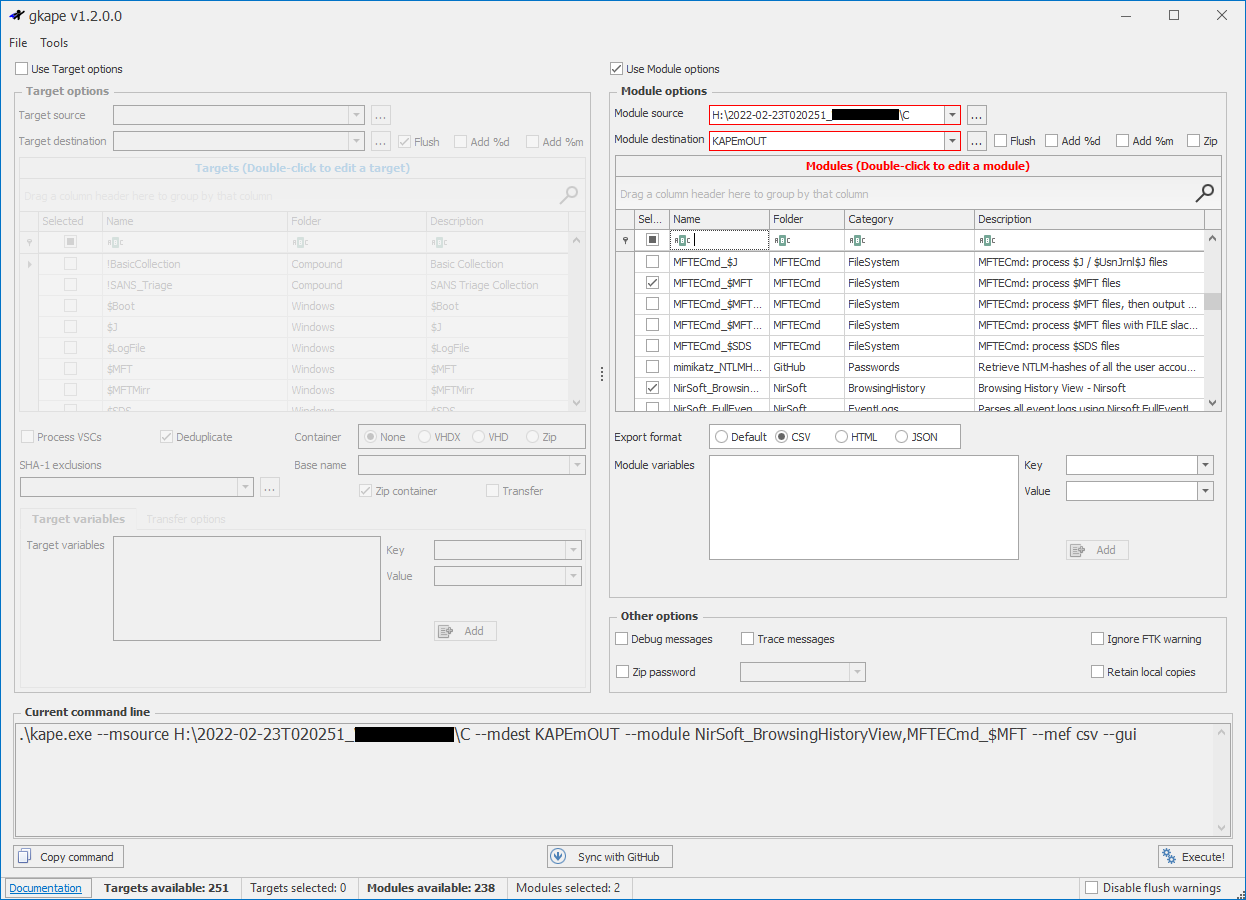 gkape v1.2.0.0
File Tools
Use Target options
Target options
Target source
...
Target destination
...
Flush
Add %d
Add %m
Targets (Double-click to edit a target)
Drag a column header here to group by that column
Selected Name Folder Description
!BasicCollection Compound Basic Collection
!SANS_Triage Compound SANS Triage Collection
$Boot Windows $Boot
$J Windows $J
$LogFile Windows $LogFile
$MFT Windows $MFT
$MFTMirr Windows $MFTMirr
$SDS Windows $SDS
Process VSCs
Deduplicate
Container
None VHDX VHD Zip
SHA-1 exclusions
...
Base name
Zip container
Transfer
Target variables Transfer options
Target variables
Key
Value
Add
Use Module options
Module options
Module source H:\2022-02-23T020251_ \C ...
Module destination KAPEmOUT ... Flush Add %d Add %m Zip
Modules (Double-click to edit a module)
Drag a column header here to group by that column
Sel... Name Folder Category Description
MFTECmd_$J MFTECmd FileSystem MFTECmd: process $J / $UsnJrnl$J files
MFTECmd_$MFT MFTECmd FileSystem MFTECmd: process $MFT files
MFTECmd_$MFT... MFTECmd FileSystem MFTECmd: process $MFT files, then output ...
MFTECmd_$MFT... MFTECmd FileSystem MFTECmd: process $MFT files with FILE slac...
MFTECmd_$SDS MFTECmd FileSystem MFTECmd: process $SDS files
mimikatz_NTLMH... GitHub Passwords Retrieve NTLM-hashes of all the user accou...
NirSoft_Browsin... NirSoft BrowsingHistory Browsing History View - Nirsoft
NirSoft_FullEven... NirSoft EventLogs Parses all event logs using Nirsoft FullEventL...
Export format Default CSV HTML JSON
Module variables
Key
Value
Add
Other options
Debug messages Trace messages Ignore FTK warning
Zip password Retain local copies
Current command line
.\kape.exe --msource H:\2022-02-23T020251_ \C --mdest KAPEmOUT --module NirSoft_BrowsingHistoryView,MFTECmd_$MFT --mef csv --gui
Copy command Sync with GitHub Execute!
Documentation Targets available: 251 Targets selected: 0 Modules available: 238 Modules selected: 2 Disable flush warnings